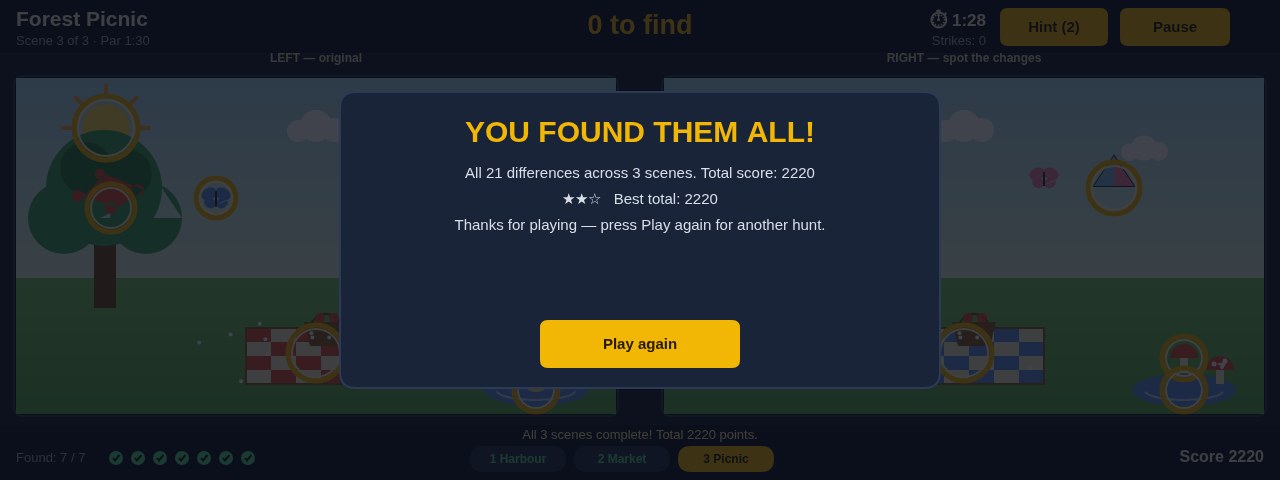 Forest Picnic
Scene 3 of 3 · Par 1:30
0 to find
⏱ 1:28
Strikes: 0
Hint (2)
Pause
LEFT — original
RIGHT — spot the changes
YOU FOUND THEM ALL!
All 21 differences across 3 scenes. Total score: 2220
★★☆ Best total: 2220
Thanks for playing — press Play again for another hunt.
Play again
All 3 scenes complete! Total 2220 points.
Found: 7 / 7
1 Harbour
2 Market
3 Picnic
Score 2220